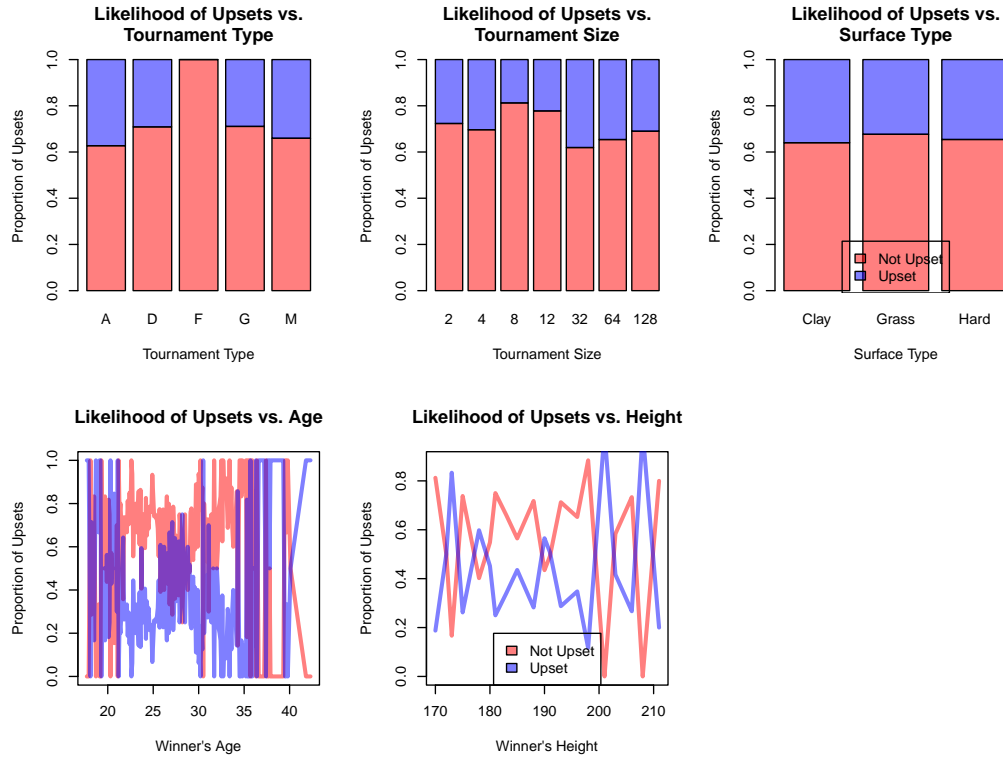 Likelihood of Upsets vs.
Tournament Type
Proportion of Upsets
0.0 0.2 0.4 0.6 0.8 1.0
A D F G M
Tournament Type
Likelihood of Upsets vs.
Tournament Size
Proportion of Upsets
0.0 0.2 0.4 0.6 0.8 1.0
2 4 8 12 32 64 128
Tournament Size
Likelihood of Upsets vs.
Surface Type
Proportion of Upsets
0.0 0.2 0.4 0.6 0.8 1.0
Not Upset
Upset
Clay Grass Hard
Surface Type
Likelihood of Upsets vs. Age
Proportion of Upsets
0.0 0.2 0.4 0.6 0.8 1.0
20 25 30 35 40
Winner's Age
Likelihood of Upsets vs. Height
Proportion of Upsets
0.0 0.2 0.4 0.6 0.8
Not Upset
Upset
170 180 190 200 210
Winner's Height